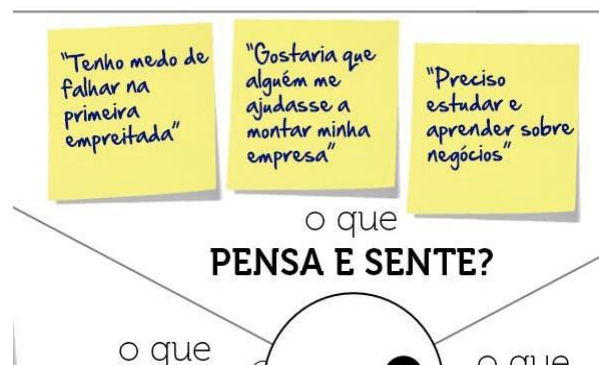 "Tenho medo de
falhar na
primeira
empreitada"
"Gostaria que
alguém me
ajudasse a
montar minha
empresa"
"Preciso
estudar e
aprender sobre
negócios"
o que
PENSA E SENTE?
o que
o que